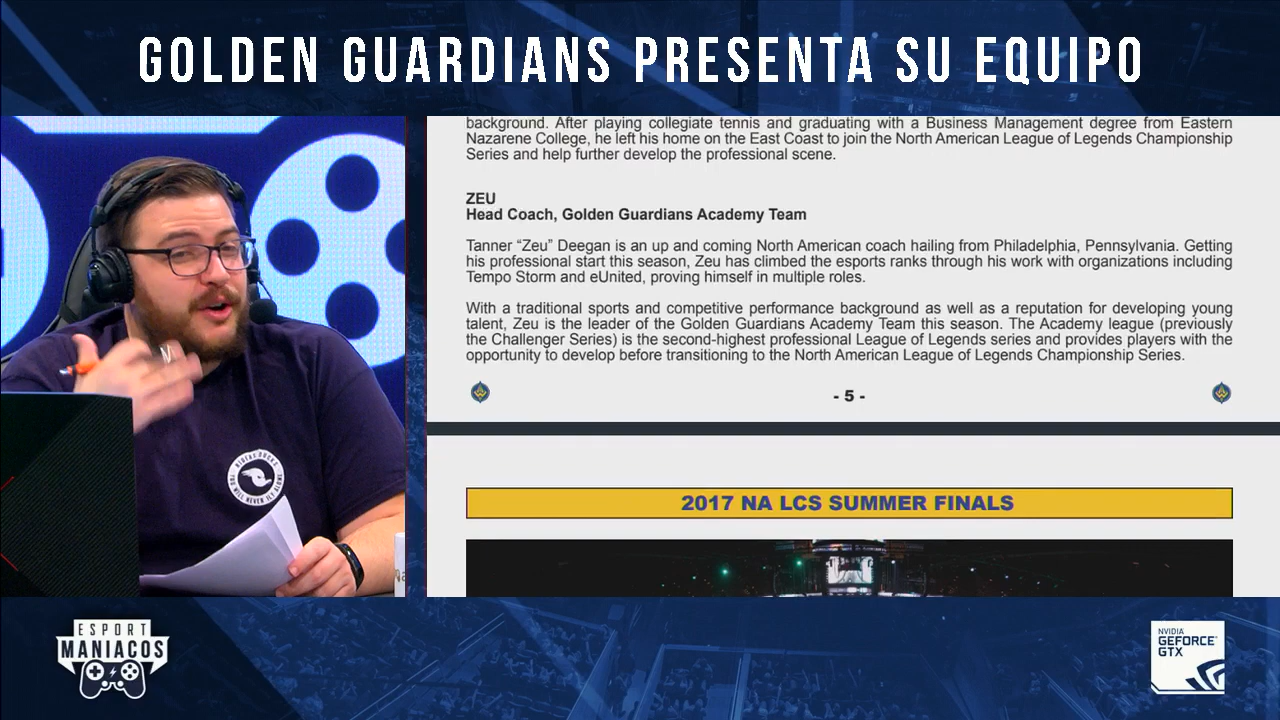 GOLDEN GUARDIANS PRESENTA SU EQUIPO
background. After playing collegiate tennis and graduating with a Business Management degree from Eastern
Nazarene College, he left his home on the East Coast to join the North American League of Legends Championship
Series and help further develop the professional scene.
ZEU
Head Coach, Golden Guardians Academy Team
Tanner “Zeu” Deegan is an up and coming North American coach hailing from Philadelphia, Pennsylvania. Getting
his professional start this season, Zeu has climbed the esports ranks through his work with organizations including
Tempo Storm and eUnited, proving himself in multiple roles.
With a traditional sports and competitive performance background as well as a reputation for developing young
talent, Zeu is the leader of the Golden Guardians Academy Team this season. The Academy league (previously
the Challenger Series) is the second-highest professional League of Legends series and provides players with the
opportunity to develop before transitioning to the North American League of Legends Championship Series.
- 5 -
2017 NA LCS SUMMER FINALS
YOU WILL NEVER FLY ALONE
ESPORT
MANIACOS
NVIDIA
GEFORCE
GTX